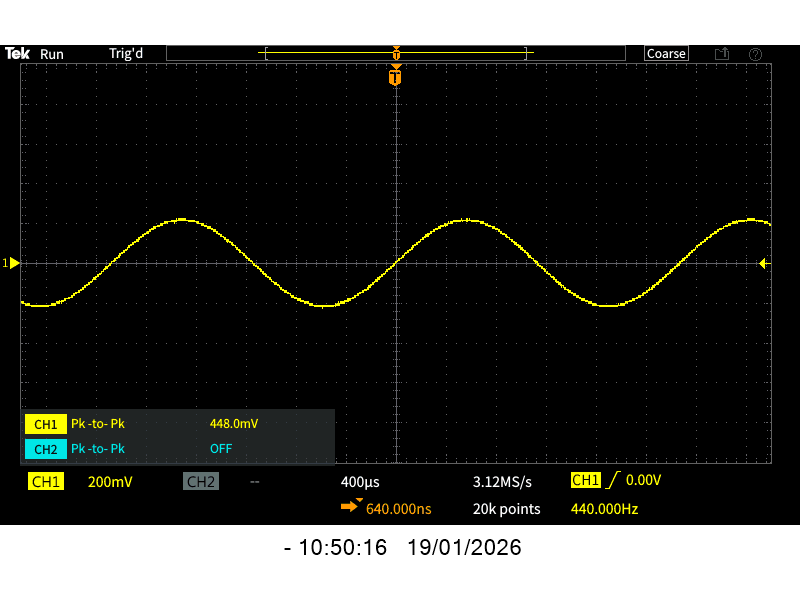 Tek Run Trig'd Coarse
T
T
1
CH1 Pk -to- Pk 448.0mV
CH2 Pk -to- Pk OFF
CH1 200mV CH2 -- 400µs 3.12MS/s CH1 0.00V
640.000ns 20k points 440.000Hz
- 10:50:16 19/01/2026